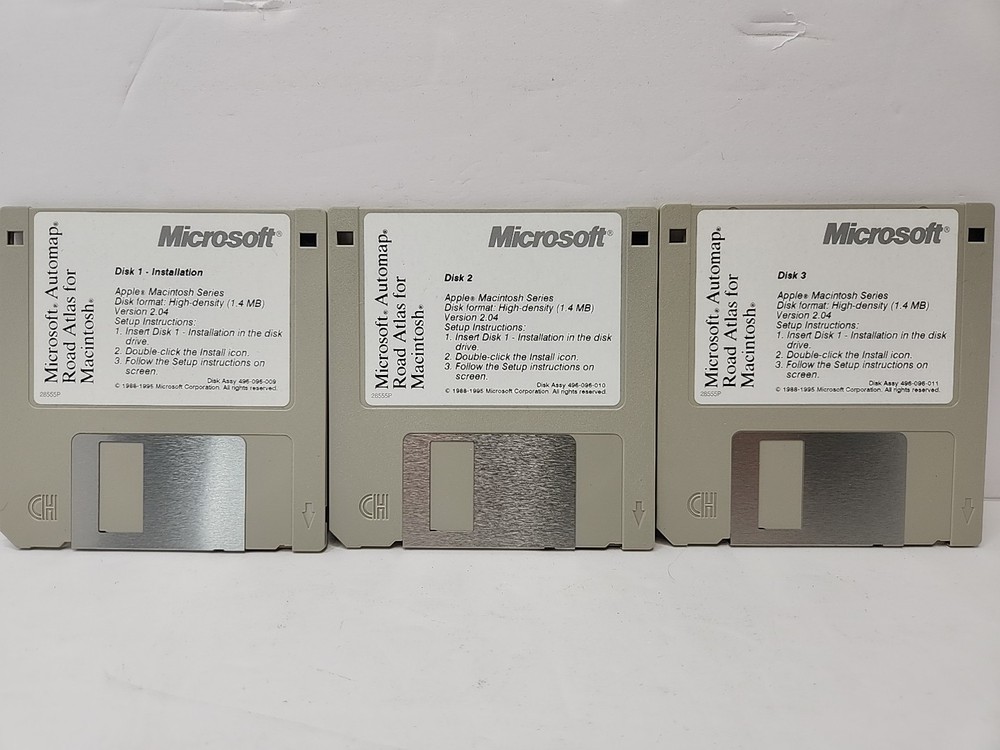 Microsoft® Automap®
Road Atlas for
Macintosh®
Microsoft®
Disk 1 - Installation
Apple® Macintosh Series
Disk format: High-density (1.4 MB)
Version 2.04
Setup Instructions:
1. Insert Disk 1 - Installation in the disk
drive.
2. Double-click the Install icon.
3. Follow the Setup instructions on
screen.
Disk Assy 496-096-009
© 1988-1995 Microsoft Corporation. All rights reserved.
28555P
CH
Microsoft® Automap®
Road Atlas for
Macintosh®
Microsoft®
Disk 2
Apple® Macintosh Series
Disk format: High-density (1.4 MB)
Version 2.04
Setup Instructions:
1. Insert Disk 1 - Installation in the disk
drive.
2. Double-click the Install icon.
3. Follow the Setup instructions on
screen.
Disk Assy 496-096-010
© 1988-1995 Microsoft Corporation. All rights reserved.
28555P
CH
Microsoft® Automap®
Road Atlas for
Macintosh®
Microsoft®
Disk 3
Apple® Macintosh Series
Disk format: High-density (1.4 MB)
Version 2.04
Setup Instructions:
1. Insert Disk 1 - Installation in the disk
drive.
2. Double-click the Install icon.
3. Follow the Setup instructions on
screen.
Disk Assy 496-096-011
© 1988-1995 Microsoft Corporation. All rights reserved.
28555P
CH